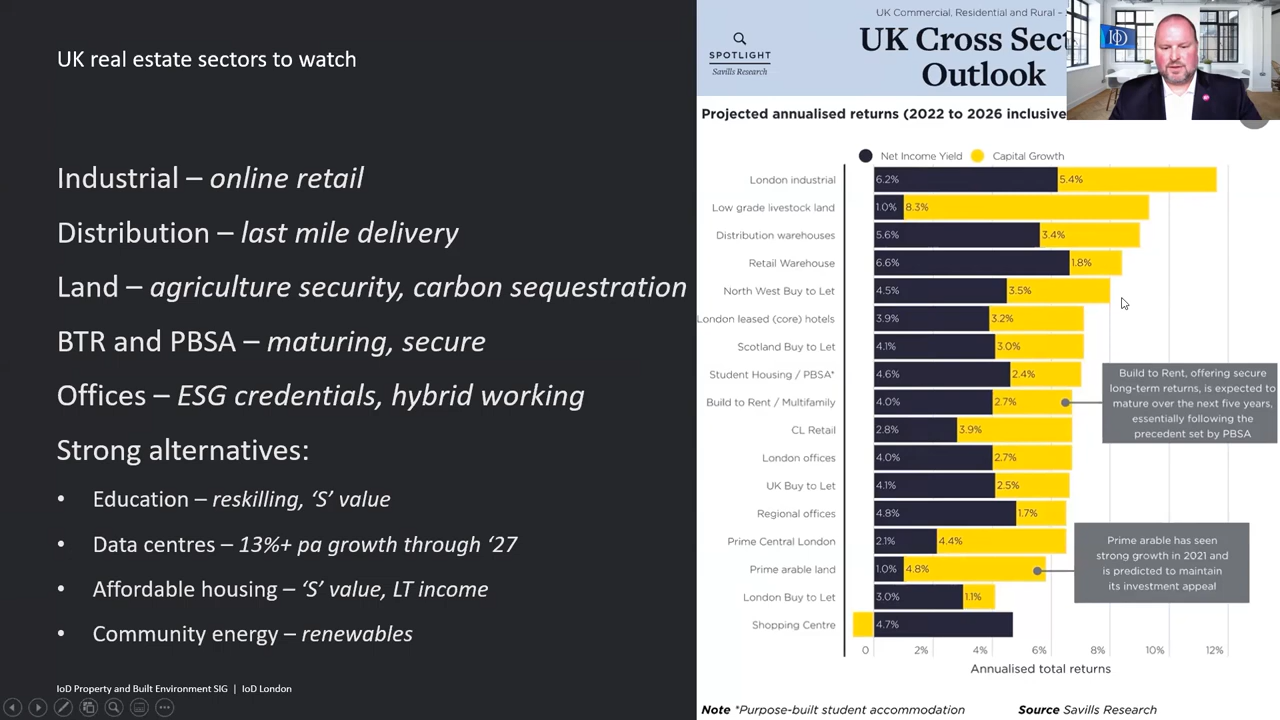 UK real estate sectors to watch
Industrial – online retail
Distribution – last mile delivery
Land – agriculture security, carbon sequestration
BTR and PBSA – maturing, secure
Offices – ESG credentials, hybrid working
Strong alternatives:
• Education – reskilling, ‘S’ value
• Data centres – 13%+ pa growth through ‘27
• Affordable housing – ‘S’ value, LT income
• Community energy – renewables
IoD Property and Built Environment SIG | IoD London
UK Commercial, Residential and Rural –
SPOTLIGHT
Savills Research
UK Cross Sec
Outlook
IOD
Projected annualised returns (2022 to 2026 inclusive
Net Income Yield Capital Growth
London industrial 6.2% 5.4%
Low grade livestock land 1.0% 8.3%
Distribution warehouses 5.6% 3.4%
Retail Warehouse 6.6% 1.8%
North West Buy to Let 4.5% 3.5%
London leased (core) hotels 3.9% 3.2%
Scotland Buy to Let 4.1% 3.0%
Student Housing / PBSA* 4.6% 2.4%
Build to Rent / Multifamily 4.0% 2.7%
CL Retail 2.8% 3.9%
London offices 4.0% 2.7%
UK Buy to Let 4.1% 2.5%
Regional offices 4.8% 1.7%
Prime Central London 2.1% 4.4%
Prime arable land 1.0% 4.8%
London Buy to Let 3.0% 1.1%
Shopping Centre 4.7%
Build to Rent, offering secure
long-term returns, is expected to
mature over the next five years,
essentially following the
precedent set by PBSA
Prime arable has seen
strong growth in 2021 and
is predicted to maintain
its investment appeal
0 2% 4% 6% 8% 10% 12%
Annualised total returns
Note *Purpose-built student accommodation Source Savills Research